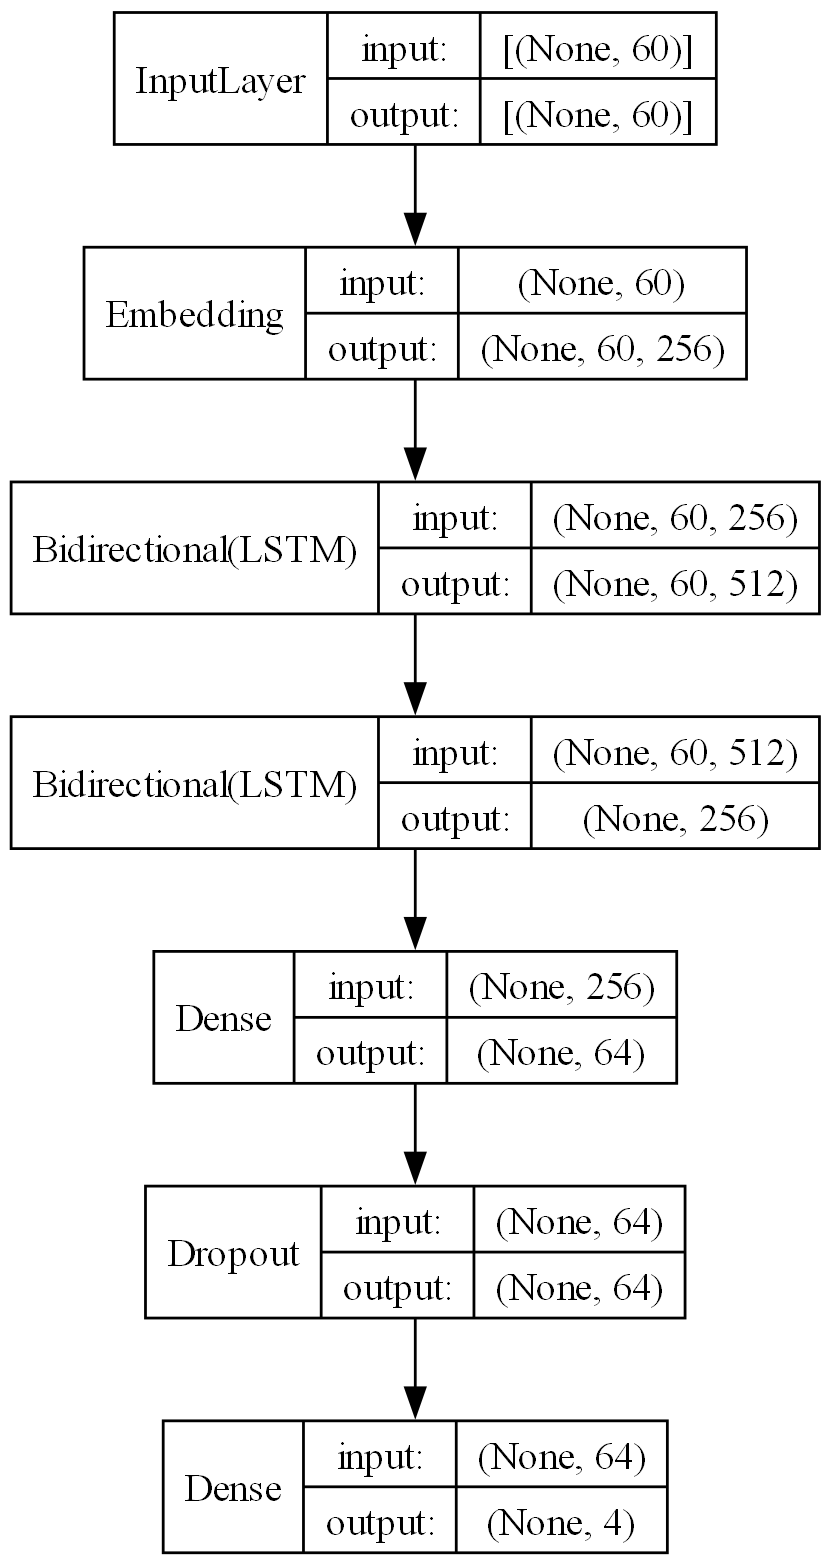 InputLayer
input: [(None, 60)]
output: [(None, 60)]
Embedding
input: (None, 60)
output: (None, 60, 256)
Bidirectional(LSTM)
input: (None, 60, 256)
output: (None, 60, 512)
Bidirectional(LSTM)
input: (None, 60, 512)
output: (None, 256)
Dense
input: (None, 256)
output: (None, 64)
Dropout
input: (None, 64)
output: (None, 64)
Dense
input: (None, 64)
output: (None, 4)